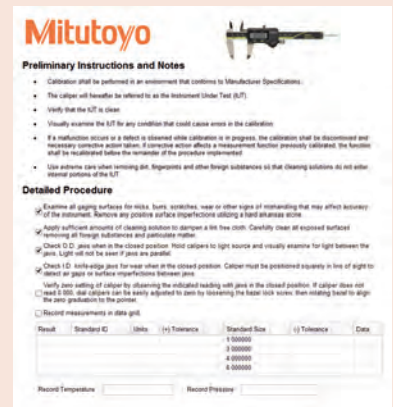 Mitutoyo
Preliminary Instructions and Notes
• Calibration shall be performed in an environment that conforms to Manufacturer Specifications.
• The caliper will hereafter be referred to as the Instrument Under Test (IUT).
• Verify that the IUT is clean.
• Visually examine the IUT for any condition that could cause errors in the calibration.
• If a malfunction occurs or a defect is observed while calibration is in progress, the calibration shall be discontinued and
necessary corrective action taken; if corrective action affects a measurement function previously calibrated, the function
shall be recalibrated before the remainder of the procedure implemented.
• Use extreme care when removing dirt, fingerprints and other foreign substances so that cleaning solutions do not enter
internal portions of the IUT.
Detailed Procedure
Examine all gaging surfaces for nicks, burrs, scratches, wear or other signs of mishandling that may affect accuracy
of the instrument. Remove any positive surface imperfections utilizing a hard arkansas stone.
Apply sufficient amounts of cleaning solution to dampen a lint free cloth. Carefully clean all exposed surfaces
removing all foreign substances and particulate matter.
Check O.D. jaws when in the closed position. Hold calipers to light source and visually examine for light between the
jaws. Light will not be seen if jaws are parallel.
Check I.D. knife-edge jaws for wear when in the closed position. Caliper must be positioned squarely in line of sight to
detect air gaps or surface imperfections between jaws.
Verify zero setting of caliper by observing the indicated reading with jaws in the closed position. If caliper does not
read 0.000, dial calipers can be easily adjusted to zero by loosening the bezel lock screw, then rotating bezel to align
the zero graduation to the pointer.
Record measurements in data grid.
Result Standard ID Units (+) Tolerance Standard Size (-) Tolerance Data
1.000000
3.000000
4.000000
6.000000
Record Temperature Record Pressure